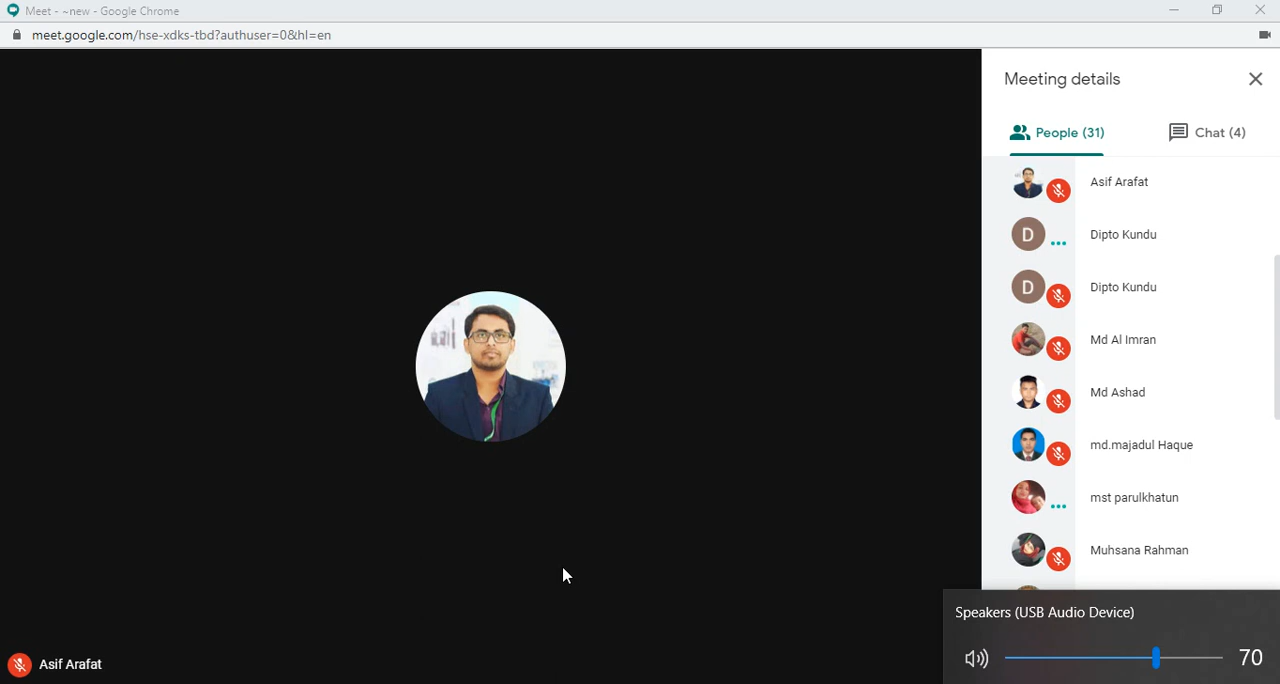 Meet - ~new - Google Chrome
meet.google.com/hse-xdks-tbd?authuser=0&hl=en
Meeting details
People (31)
Chat (4)
Asif Arafat
D
Dipto Kundu
D
Dipto Kundu
Md Al Imran
Md Ashad
md.majadul Haque
mst parulkhatun
Muhsana Rahman
Speakers (USB Audio Device)
70
Asif Arafat